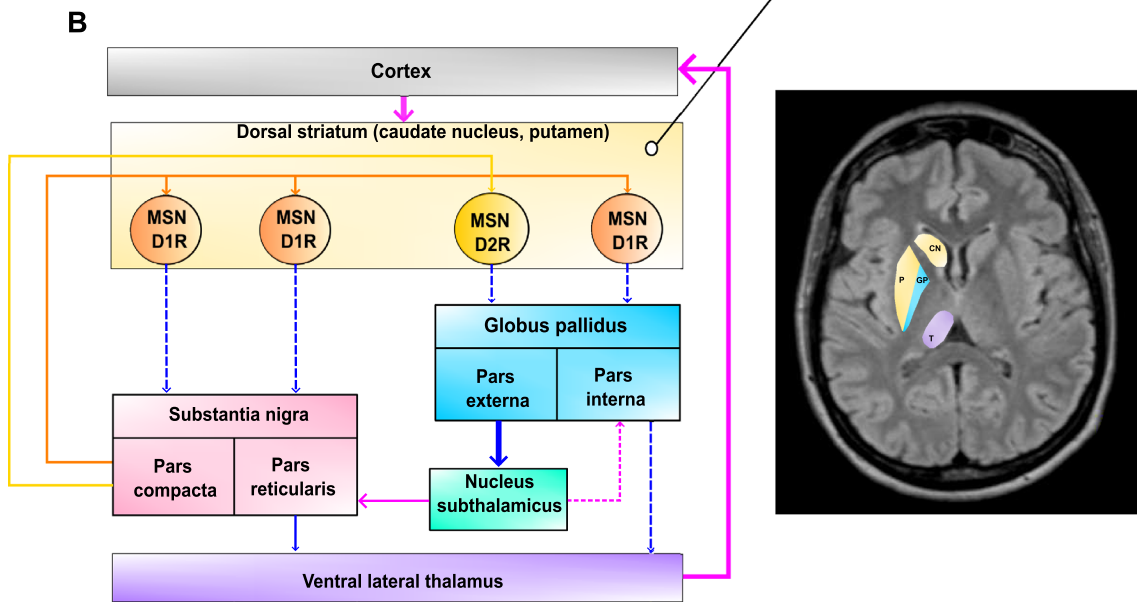 B
Cortex
Dorsal striatum (caudate nucleus, putamen)
MSN
D1R
MSN
D1R
MSN
D2R
MSN
D1R
Globus pallidus
Pars
externa
Pars
interna
Substantia nigra
Pars
compacta
Pars
reticularis
Nucleus
subthalamicus
Ventral lateral thalamus
CN
P
GP
T